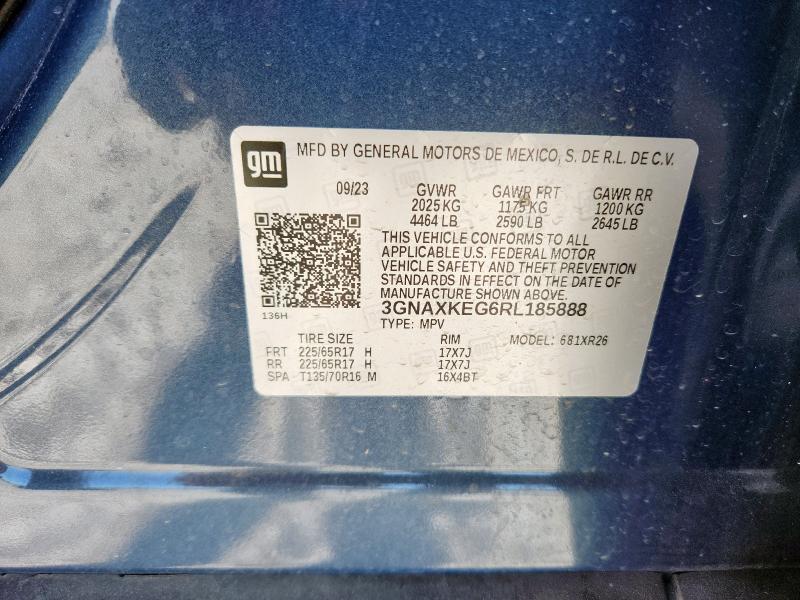 gm MFD BY GENERAL MOTORS DE MEXICO, S. DE R.L. DE C.V.
09/23 GVWR GAWR FRT GAWR RR
2025 KG 1175 KG 1200 KG
4464 LB 2590 LB 2645 LB
THIS VEHICLE CONFORMS TO ALL
APPLICABLE U.S. FEDERAL MOTOR
VEHICLE SAFETY AND THEFT PREVENTION
STANDARDS IN EFFECT ON THE DATE OF
MANUFACTURE SHOWN ABOVE.
3GNAXKEG6RL185888
136H
TYPE: MPV
TIRE SIZE RIM MODEL: 681XR26
FRT 225/65R17 H 17X7J
RR 225/65R17 H 17X7J
SPA T135/70R16 M 16X4BT